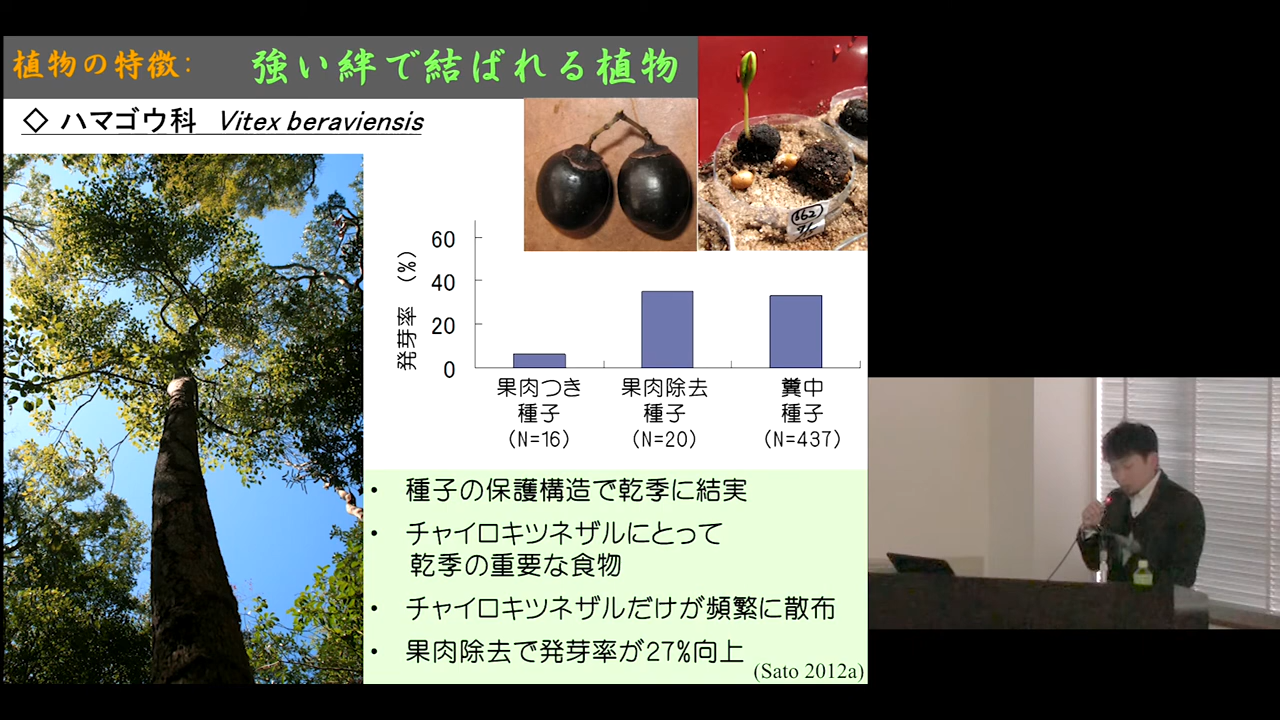 植物の特徴: 強い絆で結ばれる植物
◇ ハマゴウ科 Vitex beraviensis
662
発芽率 (%)
60
40
20
0
果肉つき 果肉除去 糞中
種子 種子 種子
(N=16) (N=20) (N=437)
• 種子の保護構造で乾季に結実
• チャイロキツネザルにとって
乾季の重要な食物
• チャイロキツネザルだけが頻繁に散布
• 果肉除去で発芽率が27%向上
(Sato 2012a)